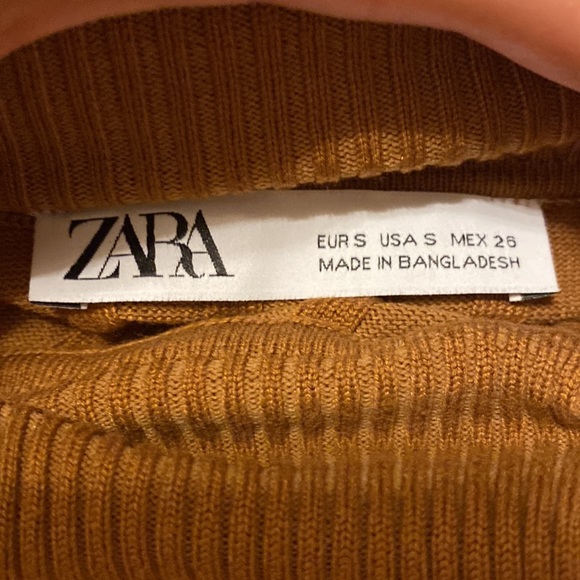 ZARA
EUR S USA S MEX 26
MADE IN BANGLADESH